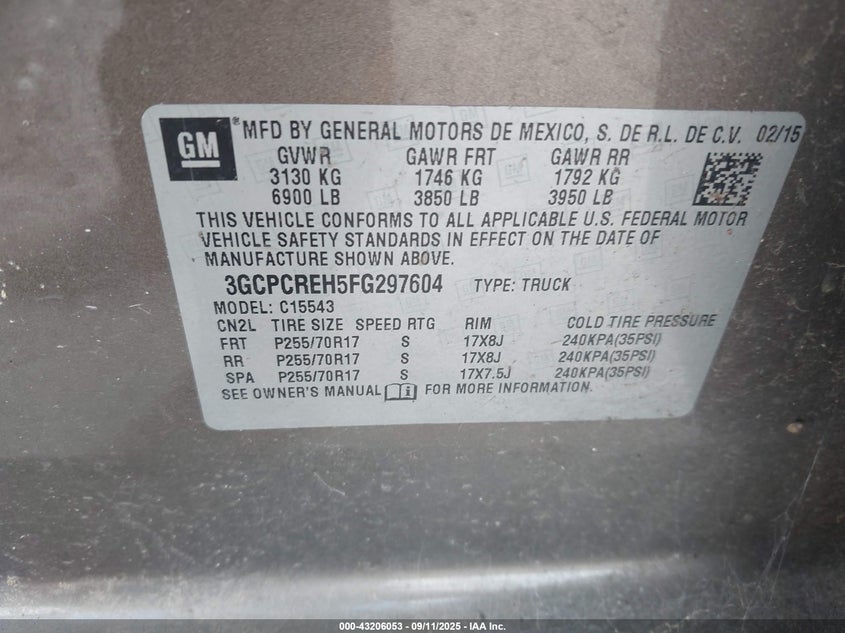 GM ® MFD BY GENERAL MOTORS DE MEXICO, S. DE R.L. DE C.V. 02/15
GVWR GAWR FRT GAWR RR
3130 KG 1746 KG 1792 KG
6900 LB 3850 LB 3950 LB
THIS VEHICLE CONFORMS TO ALL APPLICABLE U.S. FEDERAL MOTOR
VEHICLE SAFETY STANDARDS IN EFFECT ON THE DATE OF
MANUFACTURE SHOWN ABOVE.
3GCPCREH5FG297604 TYPE: TRUCK
MODEL: C15543
CN2L TIRE SIZE SPEED RTG RIM COLD TIRE PRESSURE
FRT P255/70R17 S 17X8J 240KPA(35PSI)
RR P255/70R17 S 17X8J 240KPA(35PSI)
SPA P255/70R17 S 17X7.5J 240KPA(35PSI)
SEE OWNER'S MANUAL FOR MORE INFORMATION.
000-43206053 - 09/11/2025 - IAA Inc.